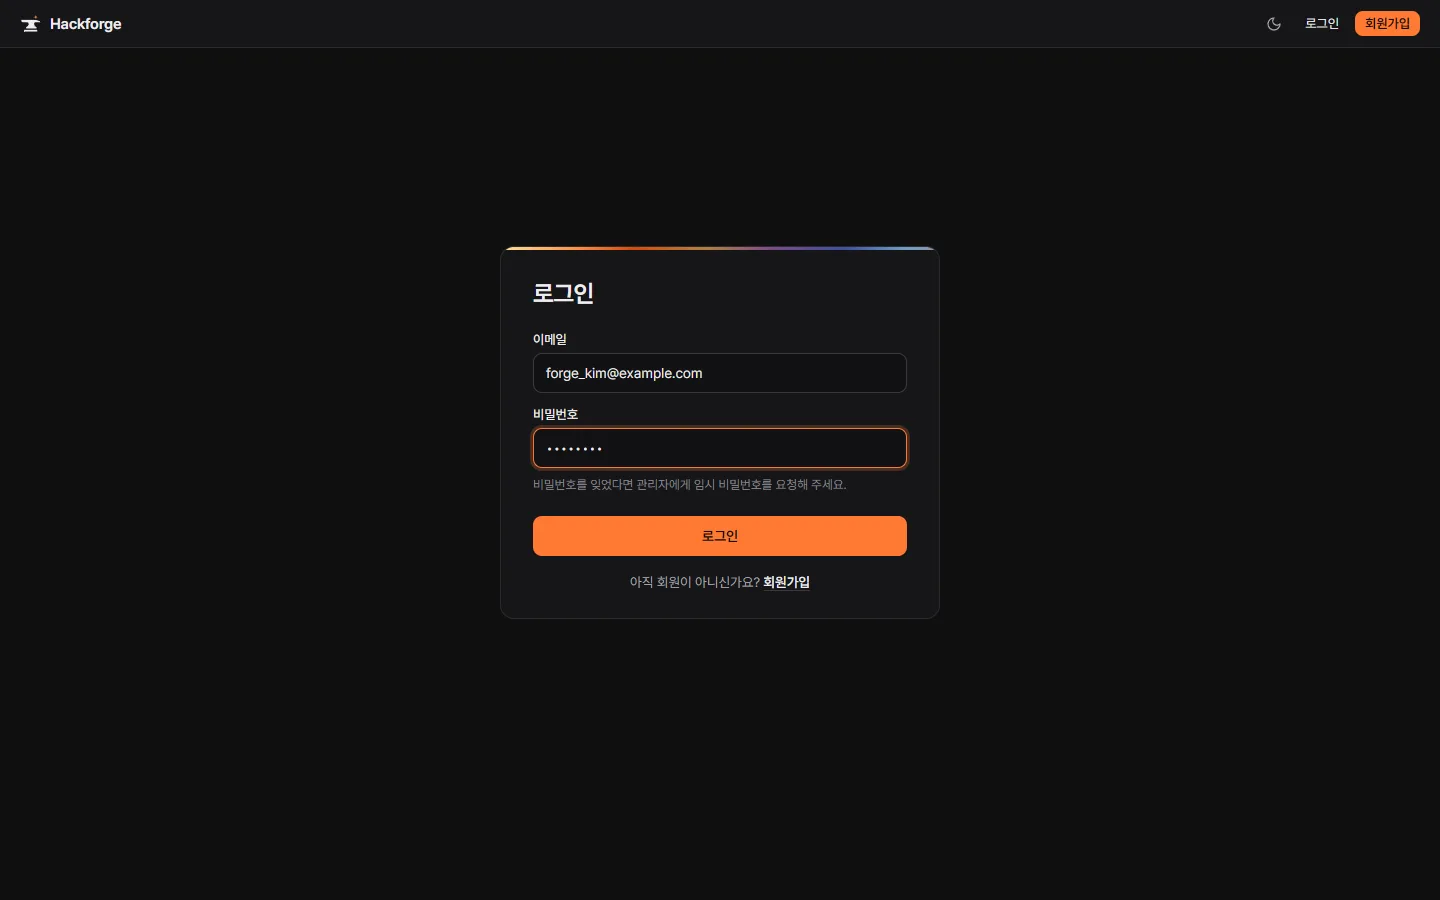 Hackforge
로그인
회원가입
로그인
이메일
forge_kim@example.com
비밀번호
••••••••
비밀번호를 잊었다면 관리자에게 임시 비밀번호를 요청해 주세요.
로그인
아직 회원이 아니신가요? 회원가입